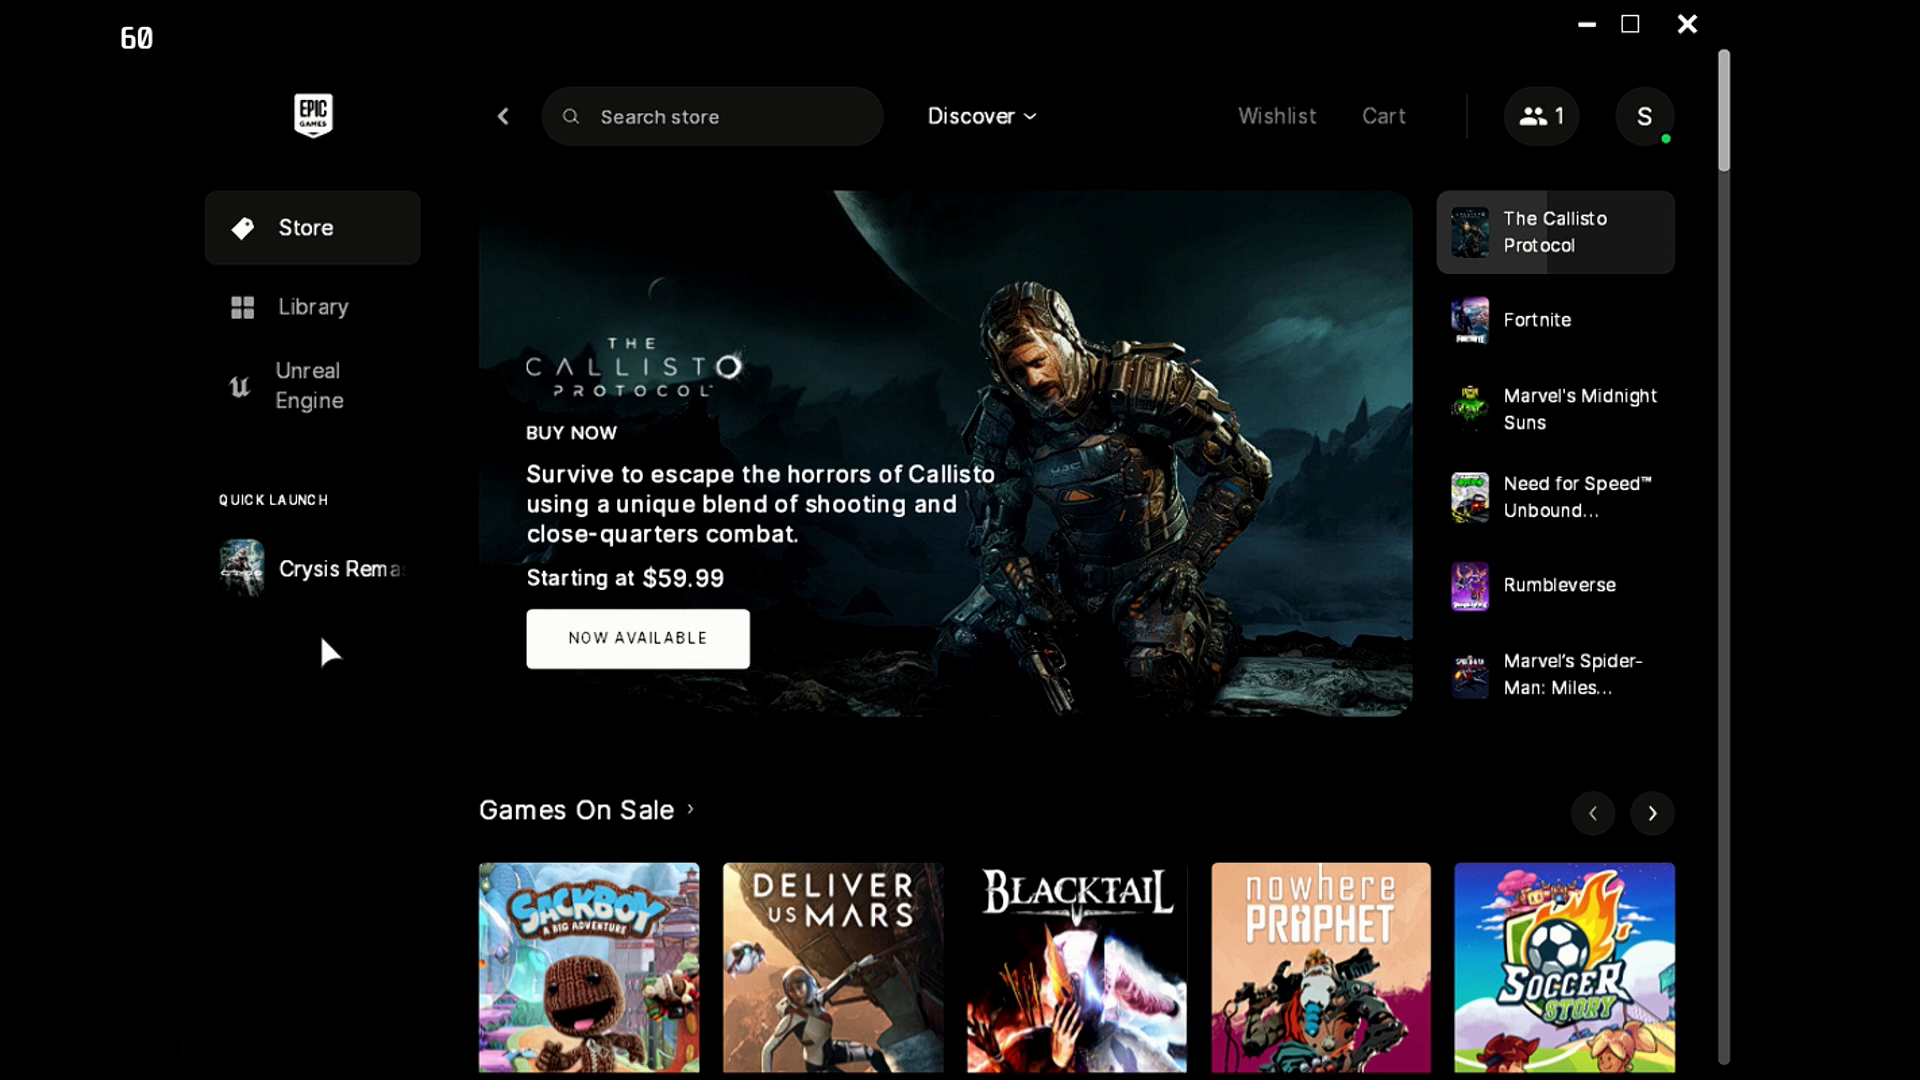 60
EPIC
GAMES
Search store
Discover
Wishlist
Cart
1
S
Store
Library
Unreal
Engine
QUICK LAUNCH
Crysis Rema
THE
CALLISTO
PROTOCOL
BUY NOW
Survive to escape the horrors of Callisto
using a unique blend of shooting and
close-quarters combat.
Starting at $59.99
NOW AVAILABLE
The Callisto
Protocol
Fortnite
Marvel's Midnight
Suns
Need for Speed™
Unbound...
Rumbleverse
Marvel’s Spider-
Man: Miles...
Games On Sale
SACKBOY
A BIG ADVENTURE
DELIVER
US MARS
BLACKTAIL
nowhere
PROPHET
SOCCER
STORY